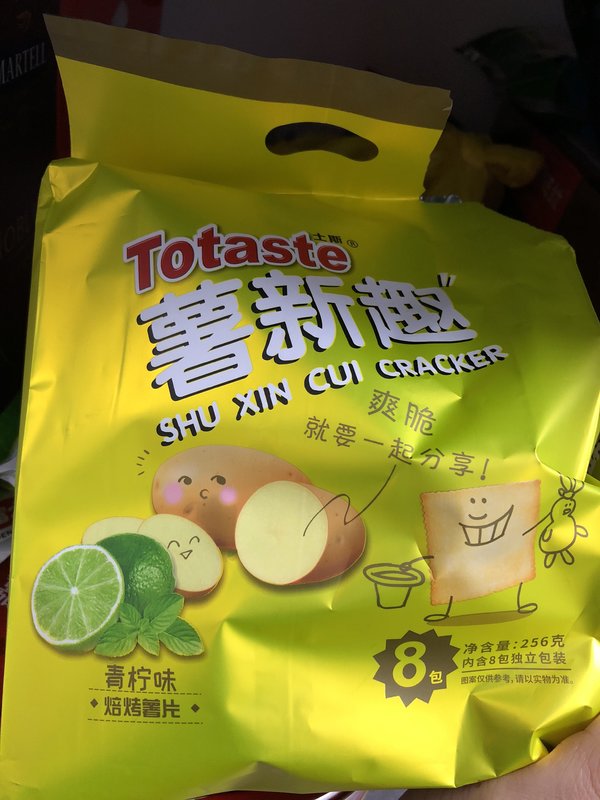 MARTELL
Totaste 士斯®
薯新趣
SHU XIN CUI CRACKER
爽脆
就要一起分享!
青柠味
焙烤薯片
8包
净含量:256克
内含8包独立包装
图案仅供参考,请以实物为准。